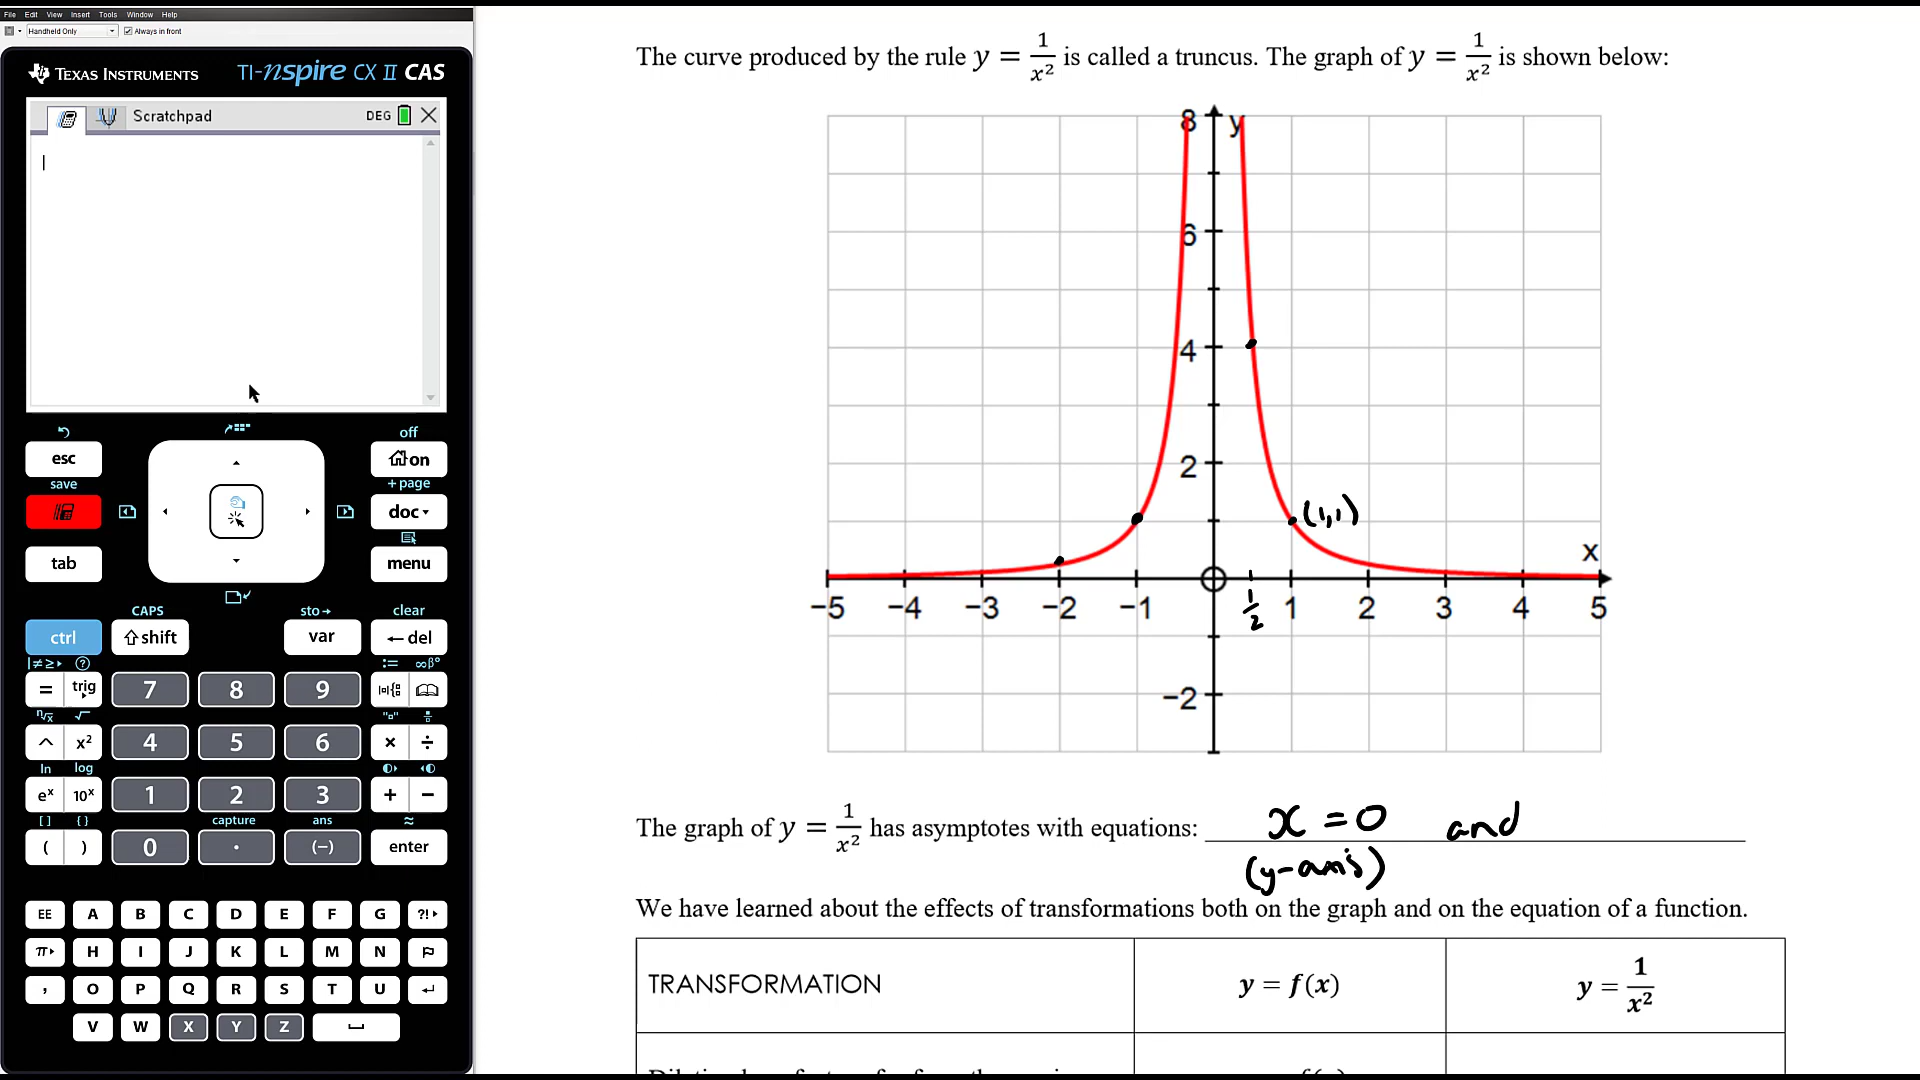 File Edit View Insert Tools Window Help
Handheld Only Always in front
TEXAS INSTRUMENTS TI-nspire CX II CAS
Scratchpad DEG
esc off on
save + page
doc
tab menu
CAPS sto→ clear
ctrl shift var ← del
= trig 7 8 9
^ x² 4 5 6 × ÷
ln log
eˣ 10ˣ 1 2 3 + −
[ ] { } capture ans ≈
( ) 0 . (−) enter
EE A B C D E F G ?!
π H I J K L M N
, O P Q R S T U
V W X Y Z
The curve produced by the rule y = 1/x² is called a truncus. The graph of y = 1/x² is shown below:
8 y
6
4
2
(1,1)
x
−5 −4 −3 −2 −1 1/2 1 2 3 4 5
−2
The graph of y = 1/x² has asymptotes with equations: x = 0 and
(y-axis)
We have learned about the effects of transformations both on the graph and on the equation of a function.
TRANSFORMATION y = f(x) y = 1/x²